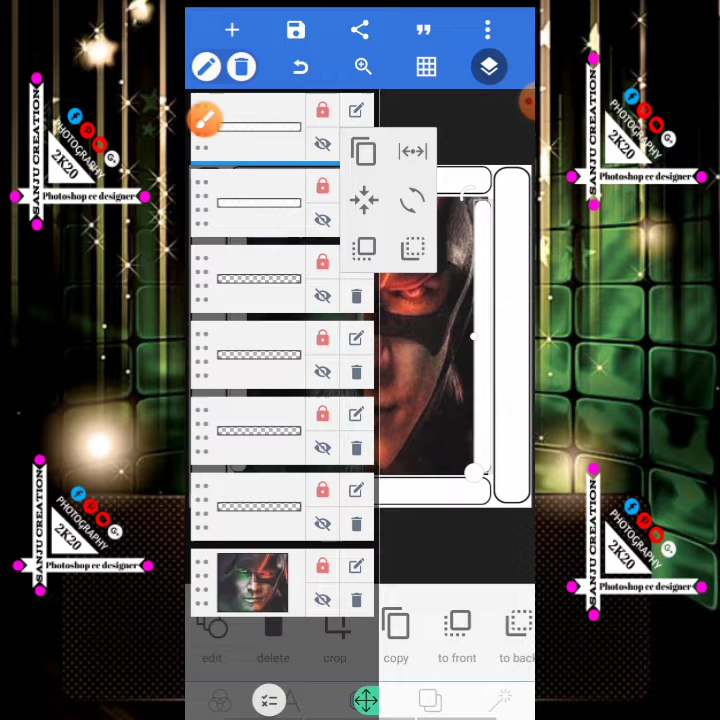 SANJU CREATION
PHOTOGRAPHY
2K20
Photoshop cc designer
SANJU CREATION
PHOTOGRAPHY
2K20
Photoshop cc designer
edit
delete
crop
copy
to front
to back
SANJU CREATION
PHOTOGRAPHY
2K20
Photoshop cc designer
SANJU CREATION
PHOTOGRAPHY
2K20
Photoshop cc designer